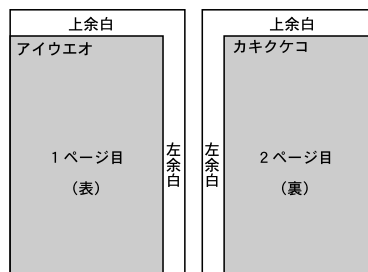 上余白
アイウエオ
1ページ目
（表）
左余白
上余白
カキクケコ
左余白
2ページ目
（裏）